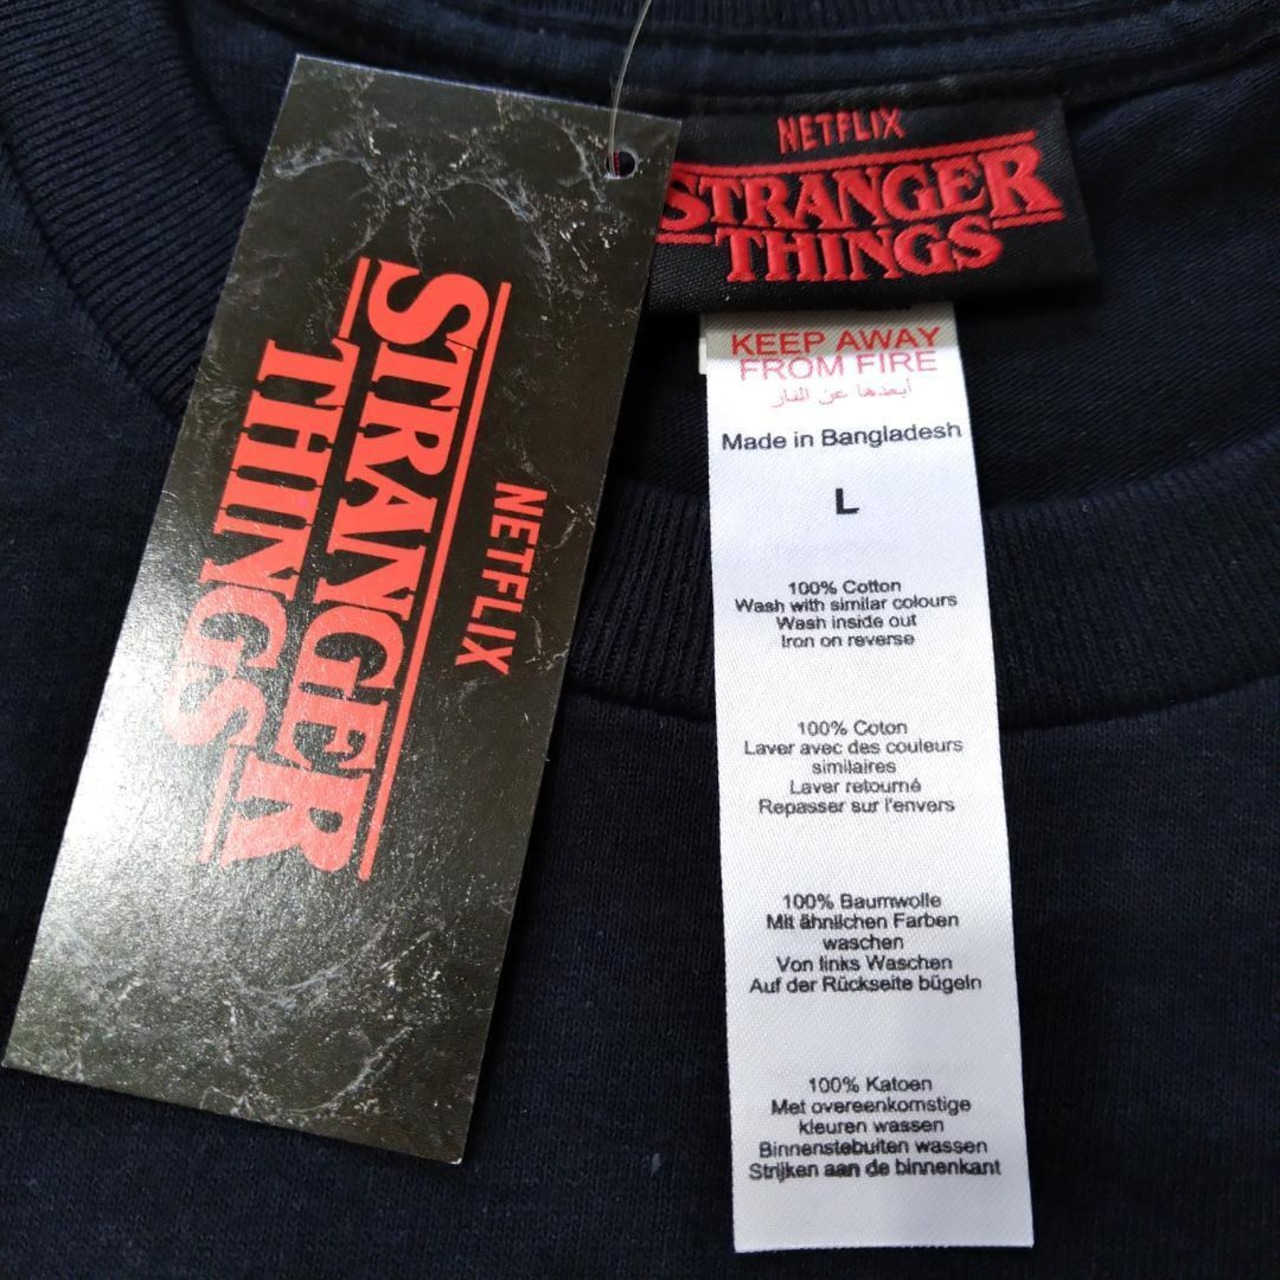 NETFLIX
STRANGER
THINGS
NETFLIX
STRANGER
THINGS
KEEP AWAY
FROM FIRE
أبعدها عن النار
Made in Bangladesh
L
100% Cotton
Wash with similar colours
Wash inside out
Iron on reverse
100% Coton
Laver avec des couleurs
similaires
Laver retourné
Repasser sur l'envers
100% Baumwolle
Mit ähnlichen Farben
waschen
Von links Waschen
Auf der Rückseite bügeln
100% Katoen
Met overeenkomstige
kleuren wassen
Binnenstebuiten wassen
Strijken aan de binnenkant